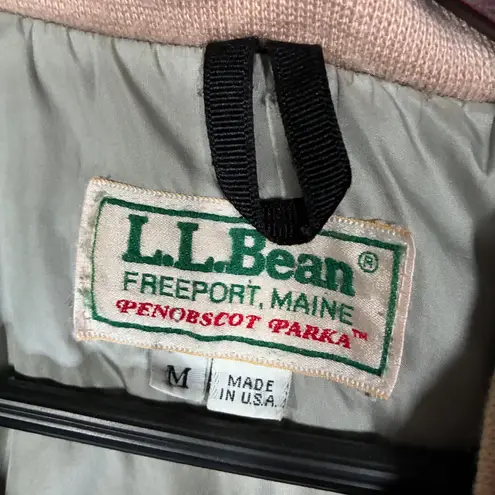 L.L.Bean®
FREEPORT, MAINE
PENOBSCOT PARKA™
M
MADE
IN U.S.A.